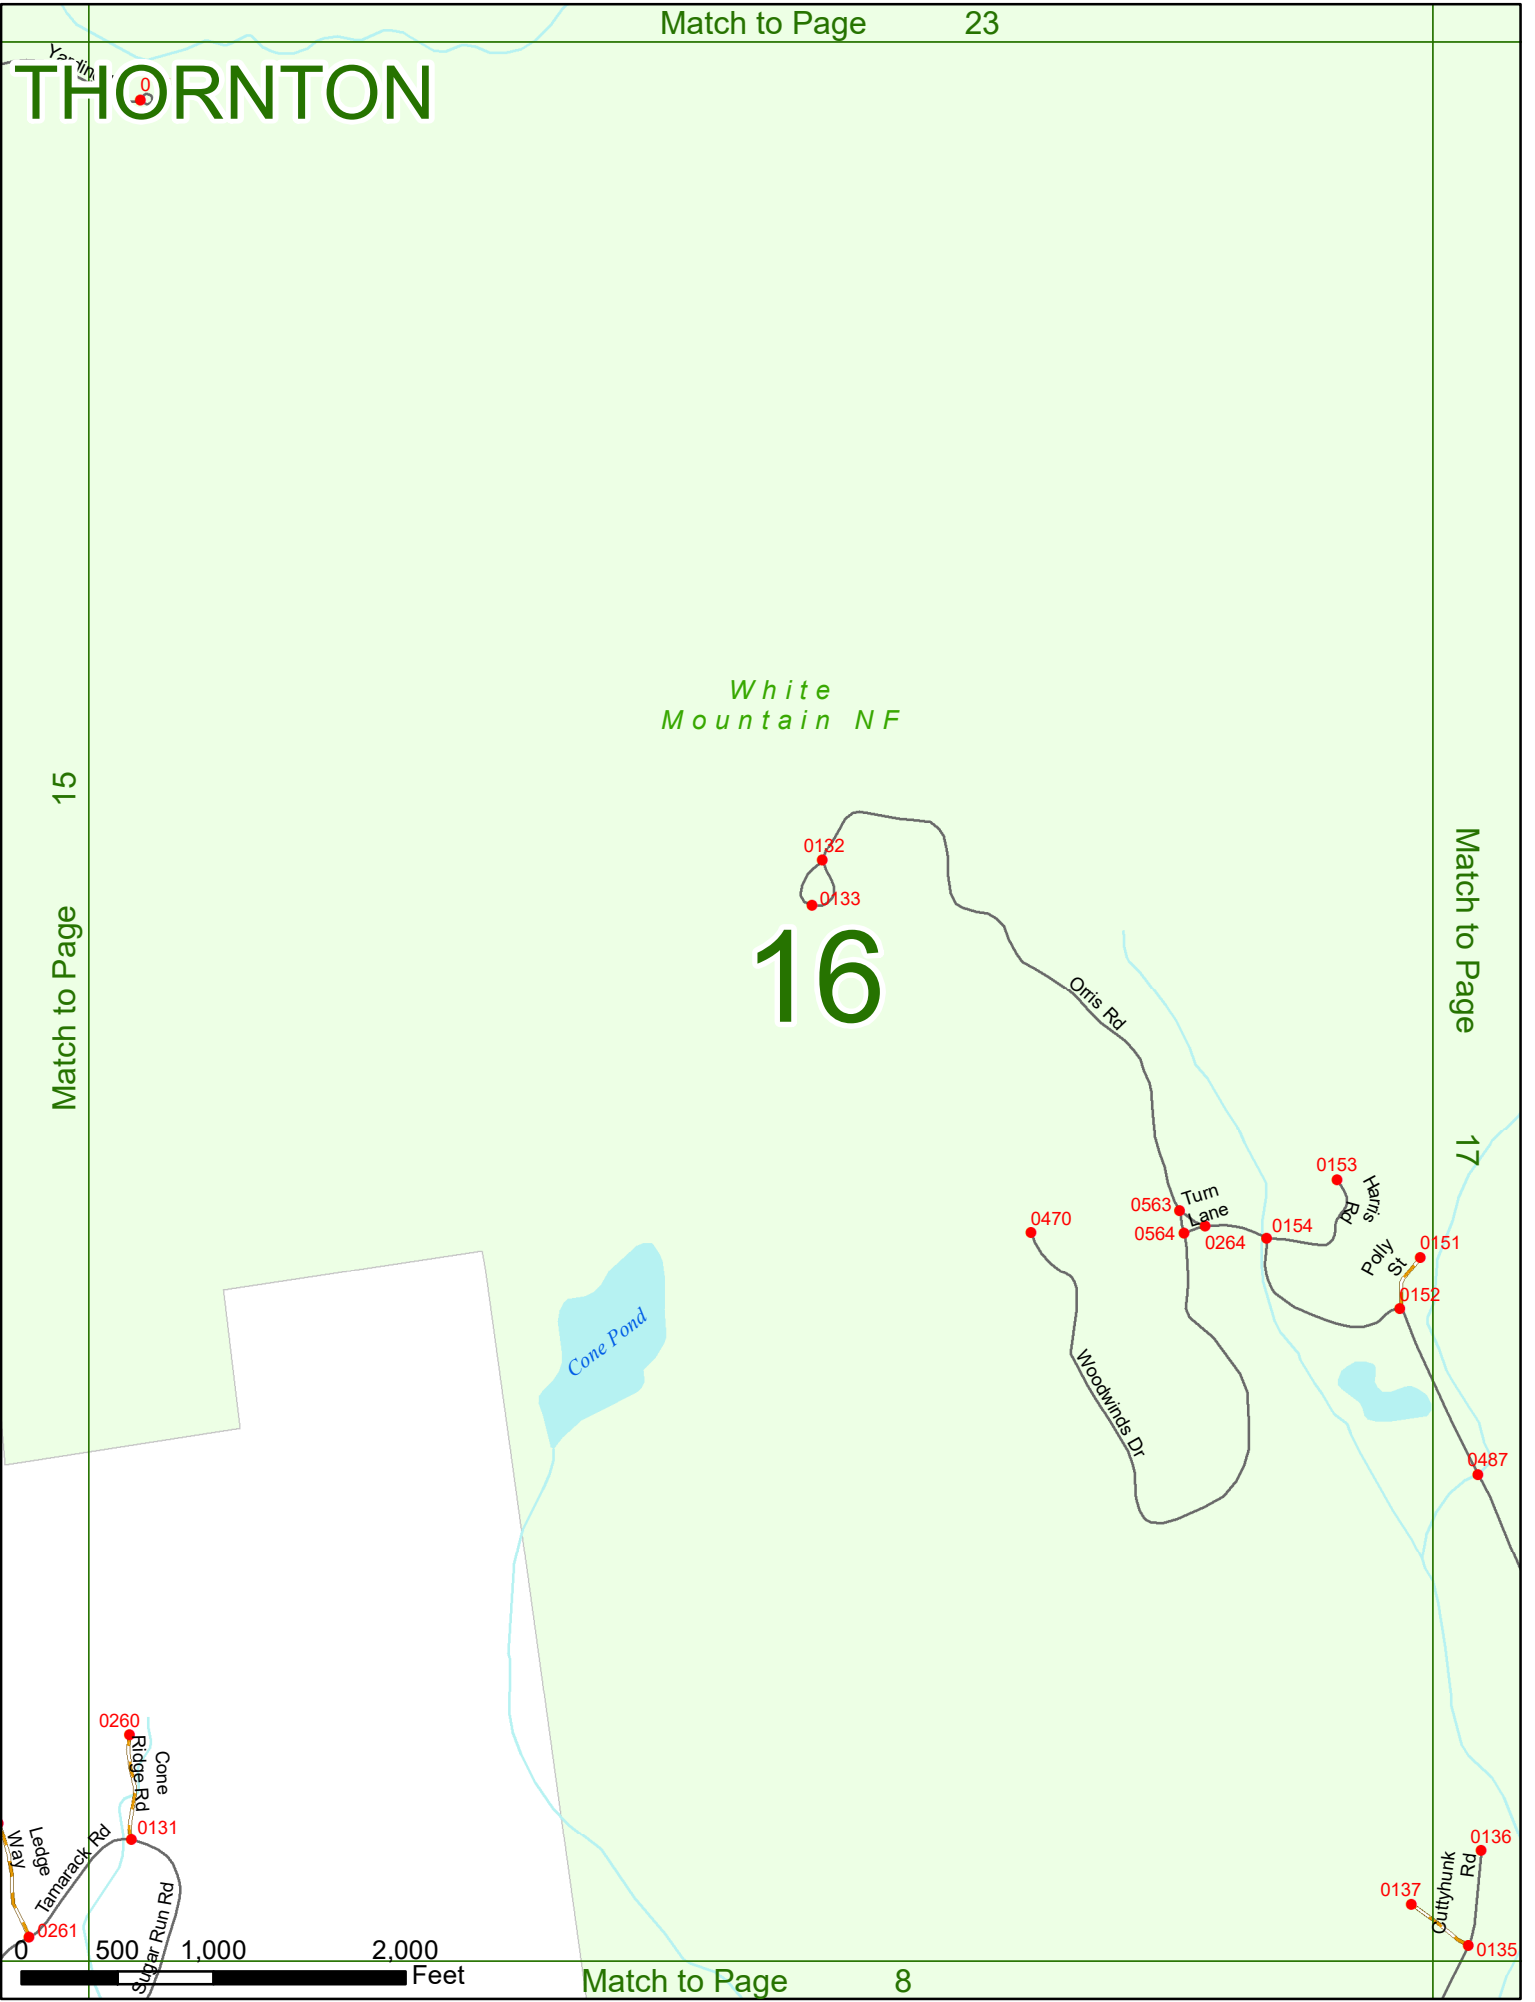 Match to Page 23
THORNTON
0
White
Mountain NF
15
Match to Page
Match to Page
17
0132
0133
16
Orris Rd
0153
Harris
Rd
0563
Turn
Lane
0470
0564
0264
0154
Polly
St
0151
0152
Cone Pond
Woodwinds Dr
0487
0260
Cone
Ridge Rd
0131
Ledge
Way
Tamarack Rd
Sugar Run Rd
0261
0136
Cuttyhunk
Rd
0137
0135
0 500 1,000 2,000
Feet
Match to Page 8